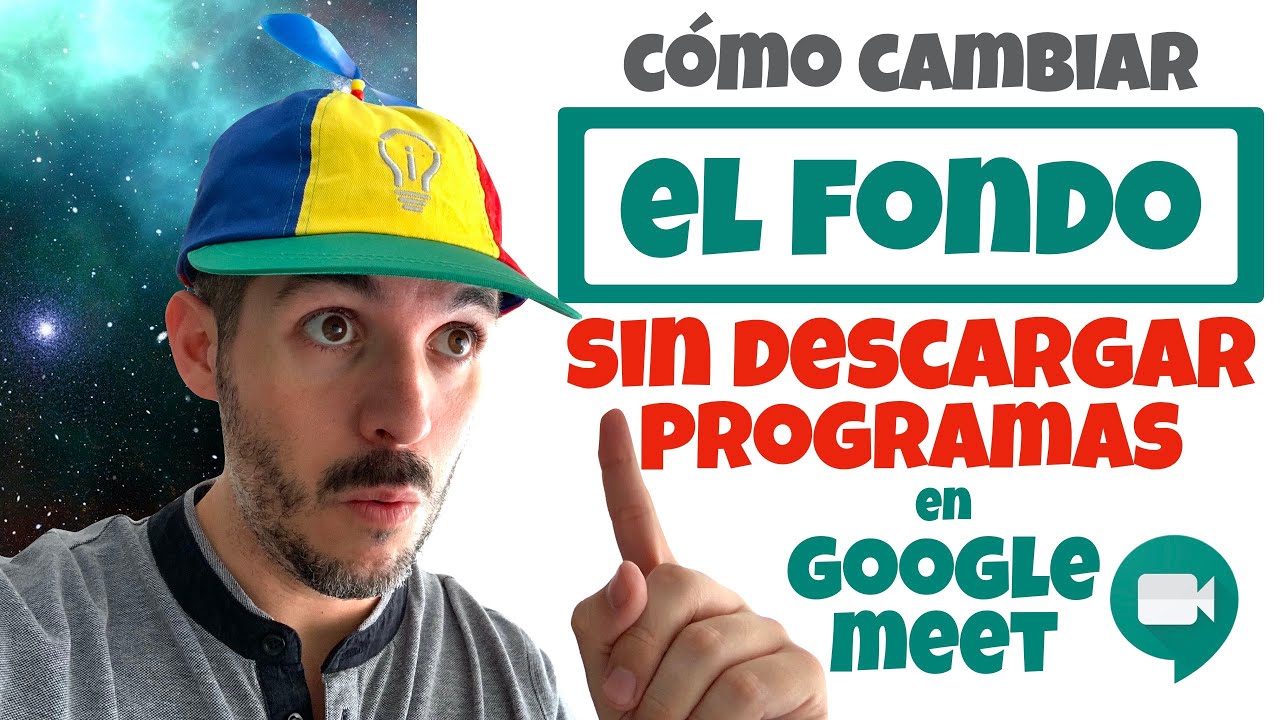 CÓMO CAMBIAR
EL FONDO
SIN DESCARGAR
PROGRAMAS
en
GOOGLE
MEET
i